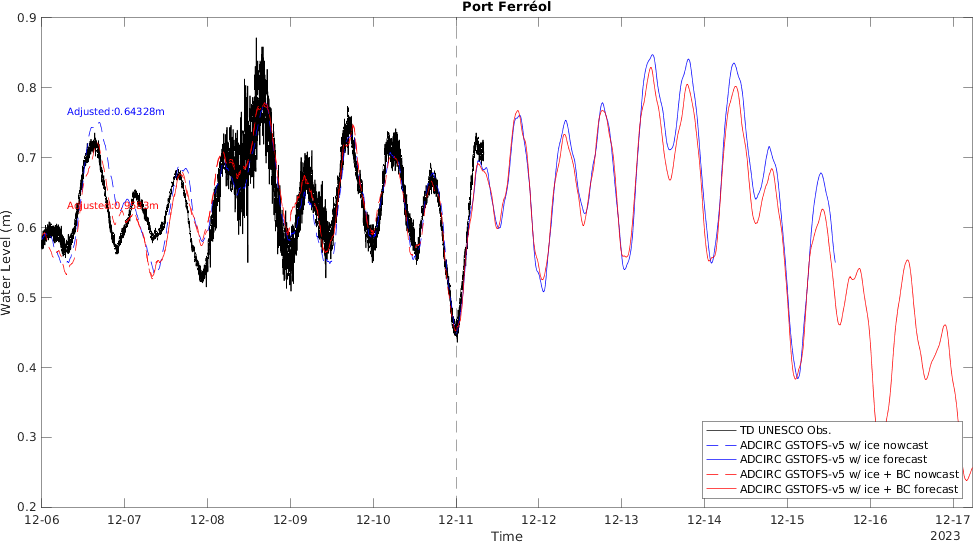 Port Ferréol
0.9
0.8
0.7
0.6
0.5
0.4
0.3
0.2
Water Level (m)
Adjusted:0.64328m
12-06
12-07
12-08
12-09
12-10
12-11
12-12
12-13
12-14
12-15
12-16
12-17
Time
2023
TD UNESCO Obs.
ADCIRC GSTOFS-v5 w/ ice nowcast
ADCIRC GSTOFS-v5 w/ ice forecast
ADCIRC GSTOFS-v5 w/ ice + BC nowcast
ADCIRC GSTOFS-v5 w/ ice + BC forecast